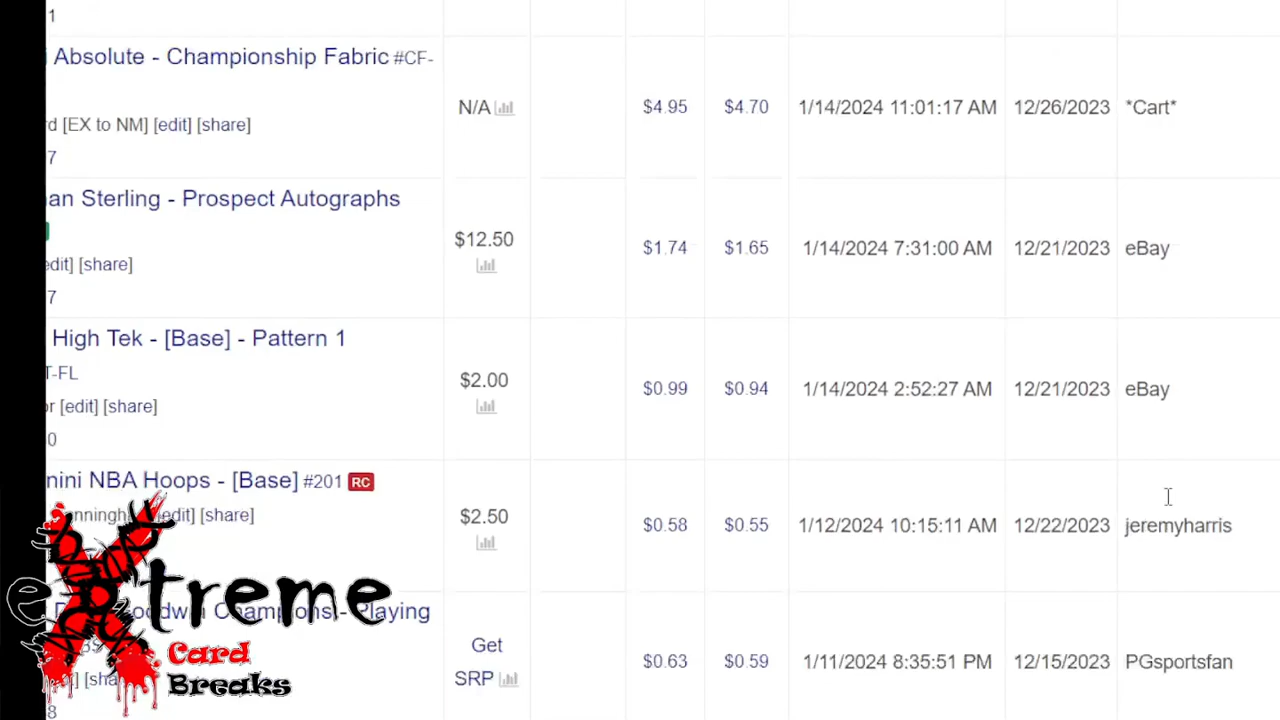 1
i Absolute - Championship Fabric #CF-
rd [EX to NM] [edit] [share]
7
N/A
$4.95
$4.70
1/14/2024 11:01:17 AM
12/26/2023
*Cart*
an Sterling - Prospect Autographs
edit] [share]
7
$12.50
$1.74
$1.65
1/14/2024 7:31:00 AM
12/21/2023
eBay
High Tek - [Base] - Pattern 1
T-FL
or [edit] [share]
0
$2.00
$0.99
$0.94
1/14/2024 2:52:27 AM
12/21/2023
eBay
nini NBA Hoops - [Base] #201 RC
edit] [share]
$2.50
$0.58
$0.55
1/12/2024 10:15:11 AM
12/22/2023
jeremyharris
oodwin Champions - Playing
8
Get
SRP
$0.63
$0.59
1/11/2024 8:35:51 PM
12/15/2023
PGsportsfan
eXtreme
Card
Breaks